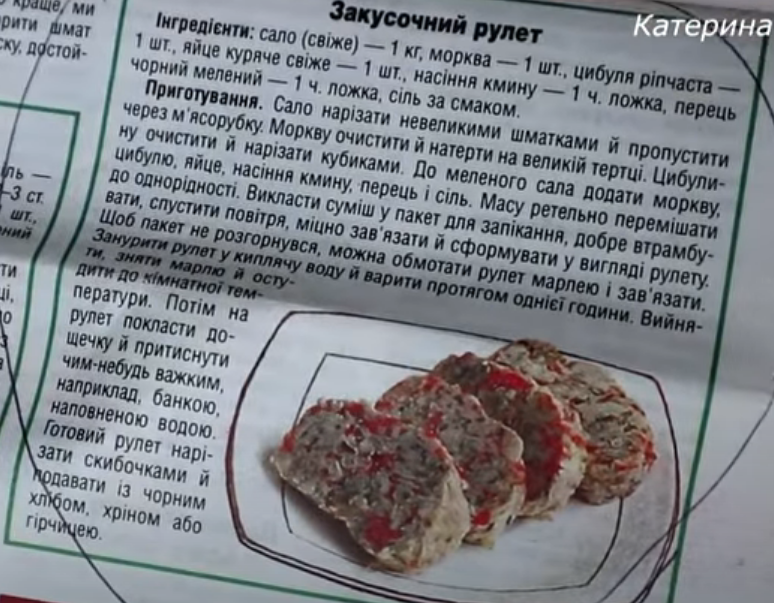 краще, ми
рити шмат
ску, достой-
Катерина
Закусочний рулет
Інгредієнти: сало (свіже) — 1 кг, морква — 1 шт., цибуля ріпчаста —
1 шт., яйце куряче свіже — 1 шт., насіння кмину — 1 ч. ложка, перець
чорний мелений — 1 ч. ложка, сіль за смаком.
Приготування. Сало нарізати невеликими шматками й пропустити
через м'ясорубку. Моркву очистити й натерти на великій тертці. Цибули-
ну очистити й нарізати кубиками. До меленого сала додати моркву,
цибулю, яйце, насіння кмину, перець і сіль. Масу ретельно перемішати
до однорідності. Викласти суміш у пакет для запікання, добре втрамбу-
вати, спустити повітря, міцно зав'язати й сформувати у вигляді рулету.
Щоб пакет не розгорнувся, можна обмотати рулет марлею і зав'язати.
Занурити рулет у киплячу воду й варити протягом однієї години. Вийня-
ти, зняти марлю й осту-
дити до кімнатної тем-
ператури. Потім на
рулет покласти до-
щечку й притиснути
чим-небудь важким,
наприклад, банкою,
наповненою водою.
Готовий рулет нарі-
зати скибочками й
подавати із чорним
хлібом, хріном або
гірчицею.